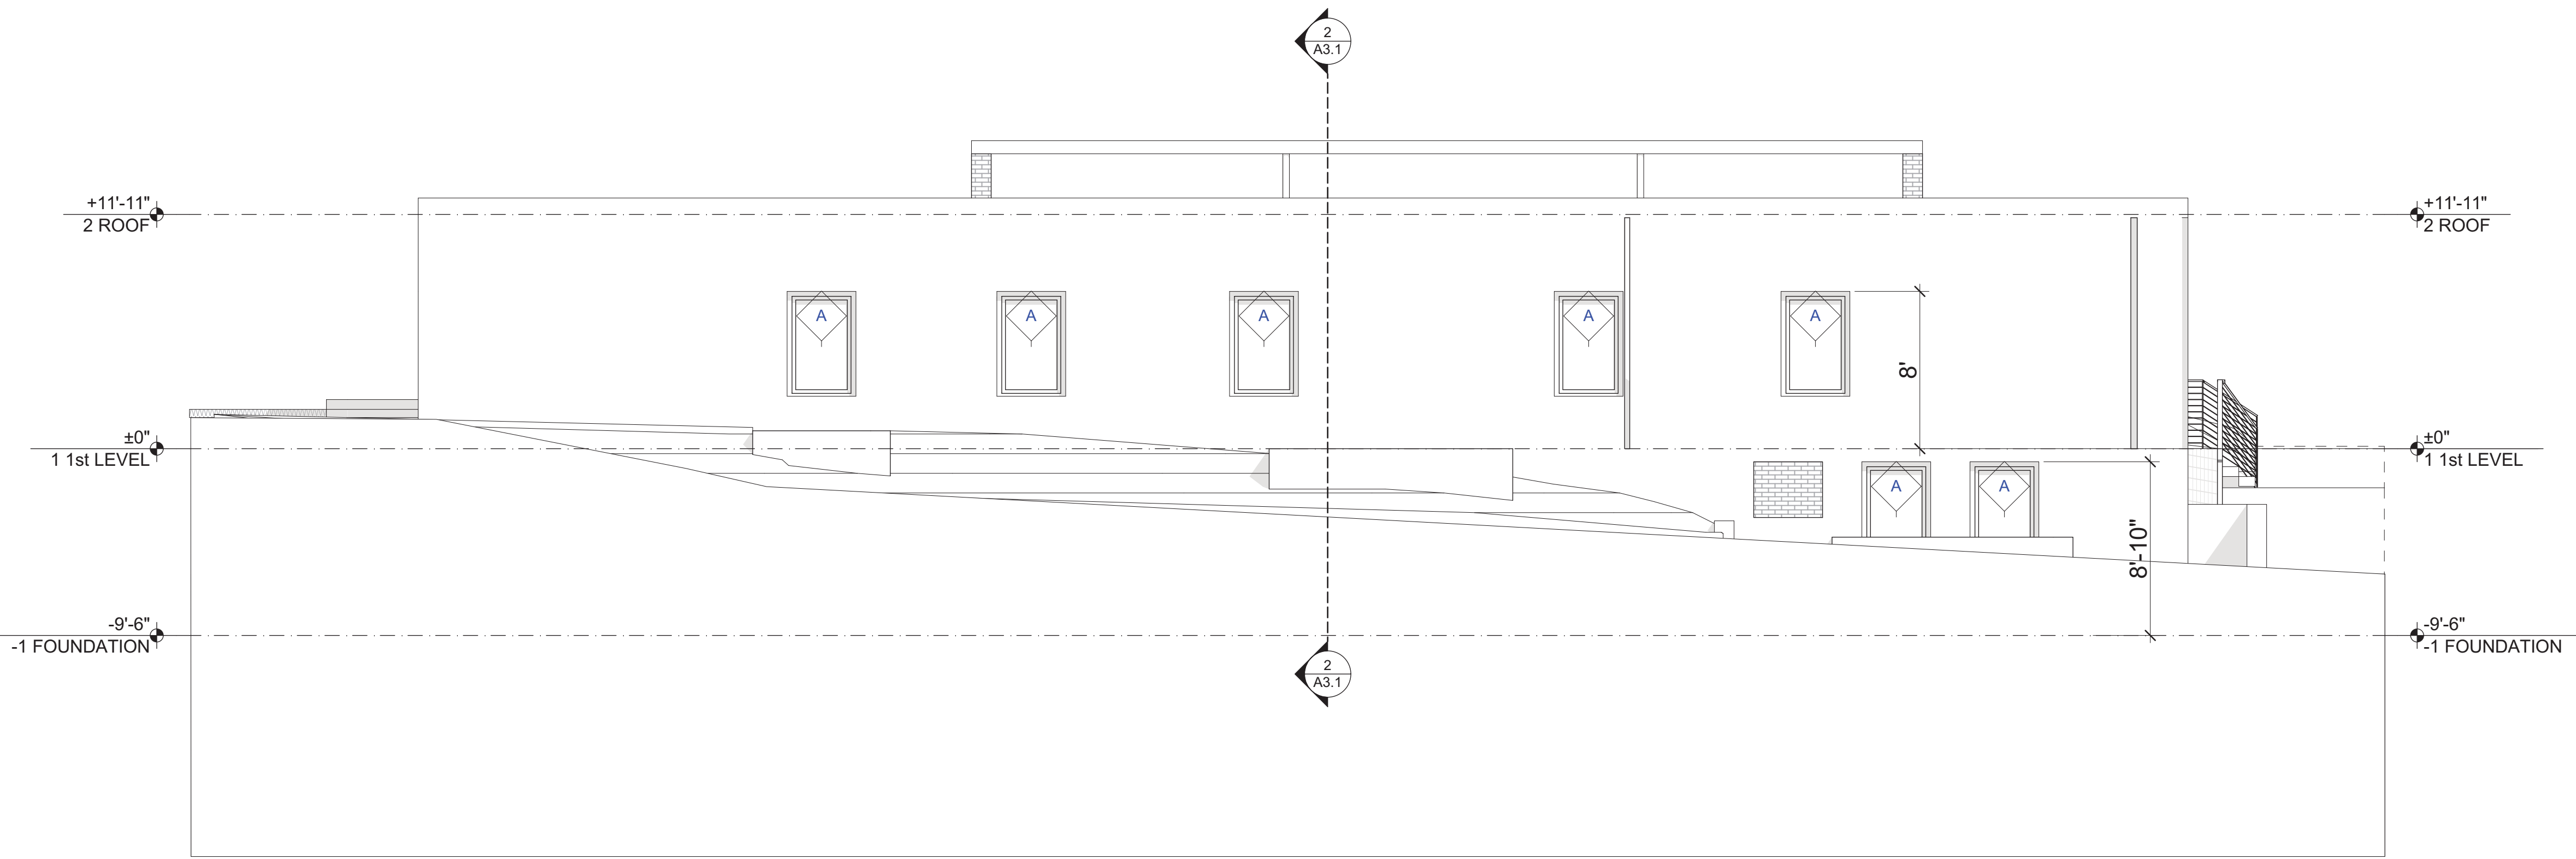 2
A3.1
+11'-11"
2 ROOF
+11'-11"
2 ROOF
A
A
A
A
A
8'
±0"
1 1st LEVEL
±0"
1 1st LEVEL
A
A
8'-10"
-9'-6"
-1 FOUNDATION
-9'-6"
-1 FOUNDATION
2
A3.1